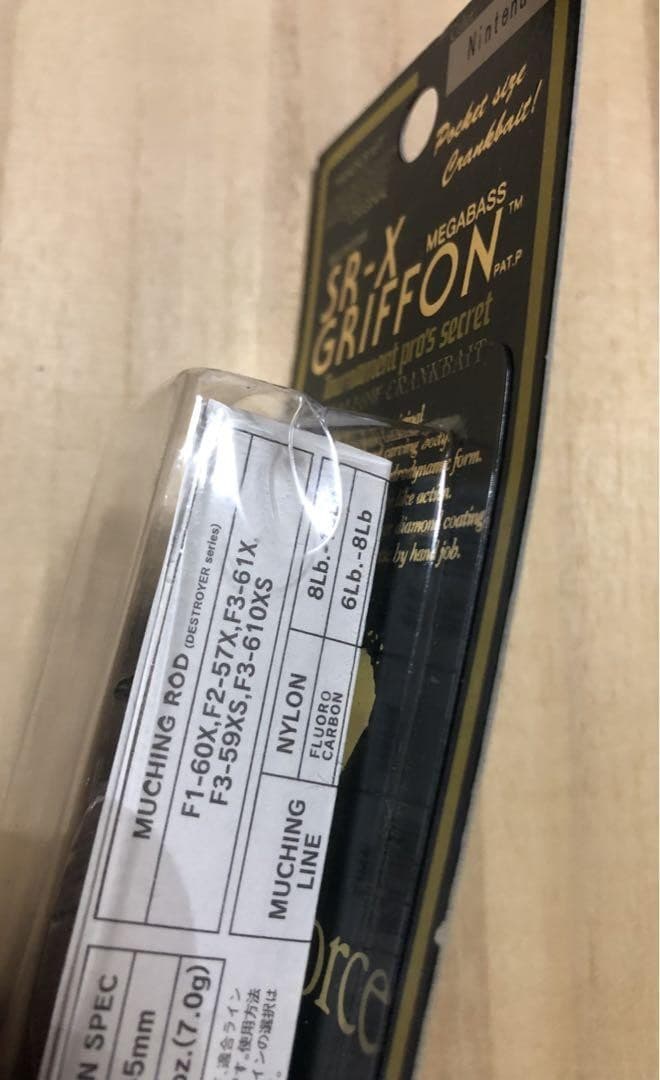 Pocket size
Crankbait!
MEGABASS
SR-X
GRIFFON™
PAT.P
Tournament pro's secret
CRANKBAIT
form.
like action.
diamond coating
by hand job.
MUCHING ROD (DESTROYER series)
F1-60X,F2-57X,F3-61X,
F3-59XS,F3-610XS
MUCHING
LINE
NYLON
8Lb.-
FLUORO
CARBON
6Lb.-8Lb
SPEC
5mm
oz.(7.0g)
適合ライン
す。使用方法
インの選択は
orce